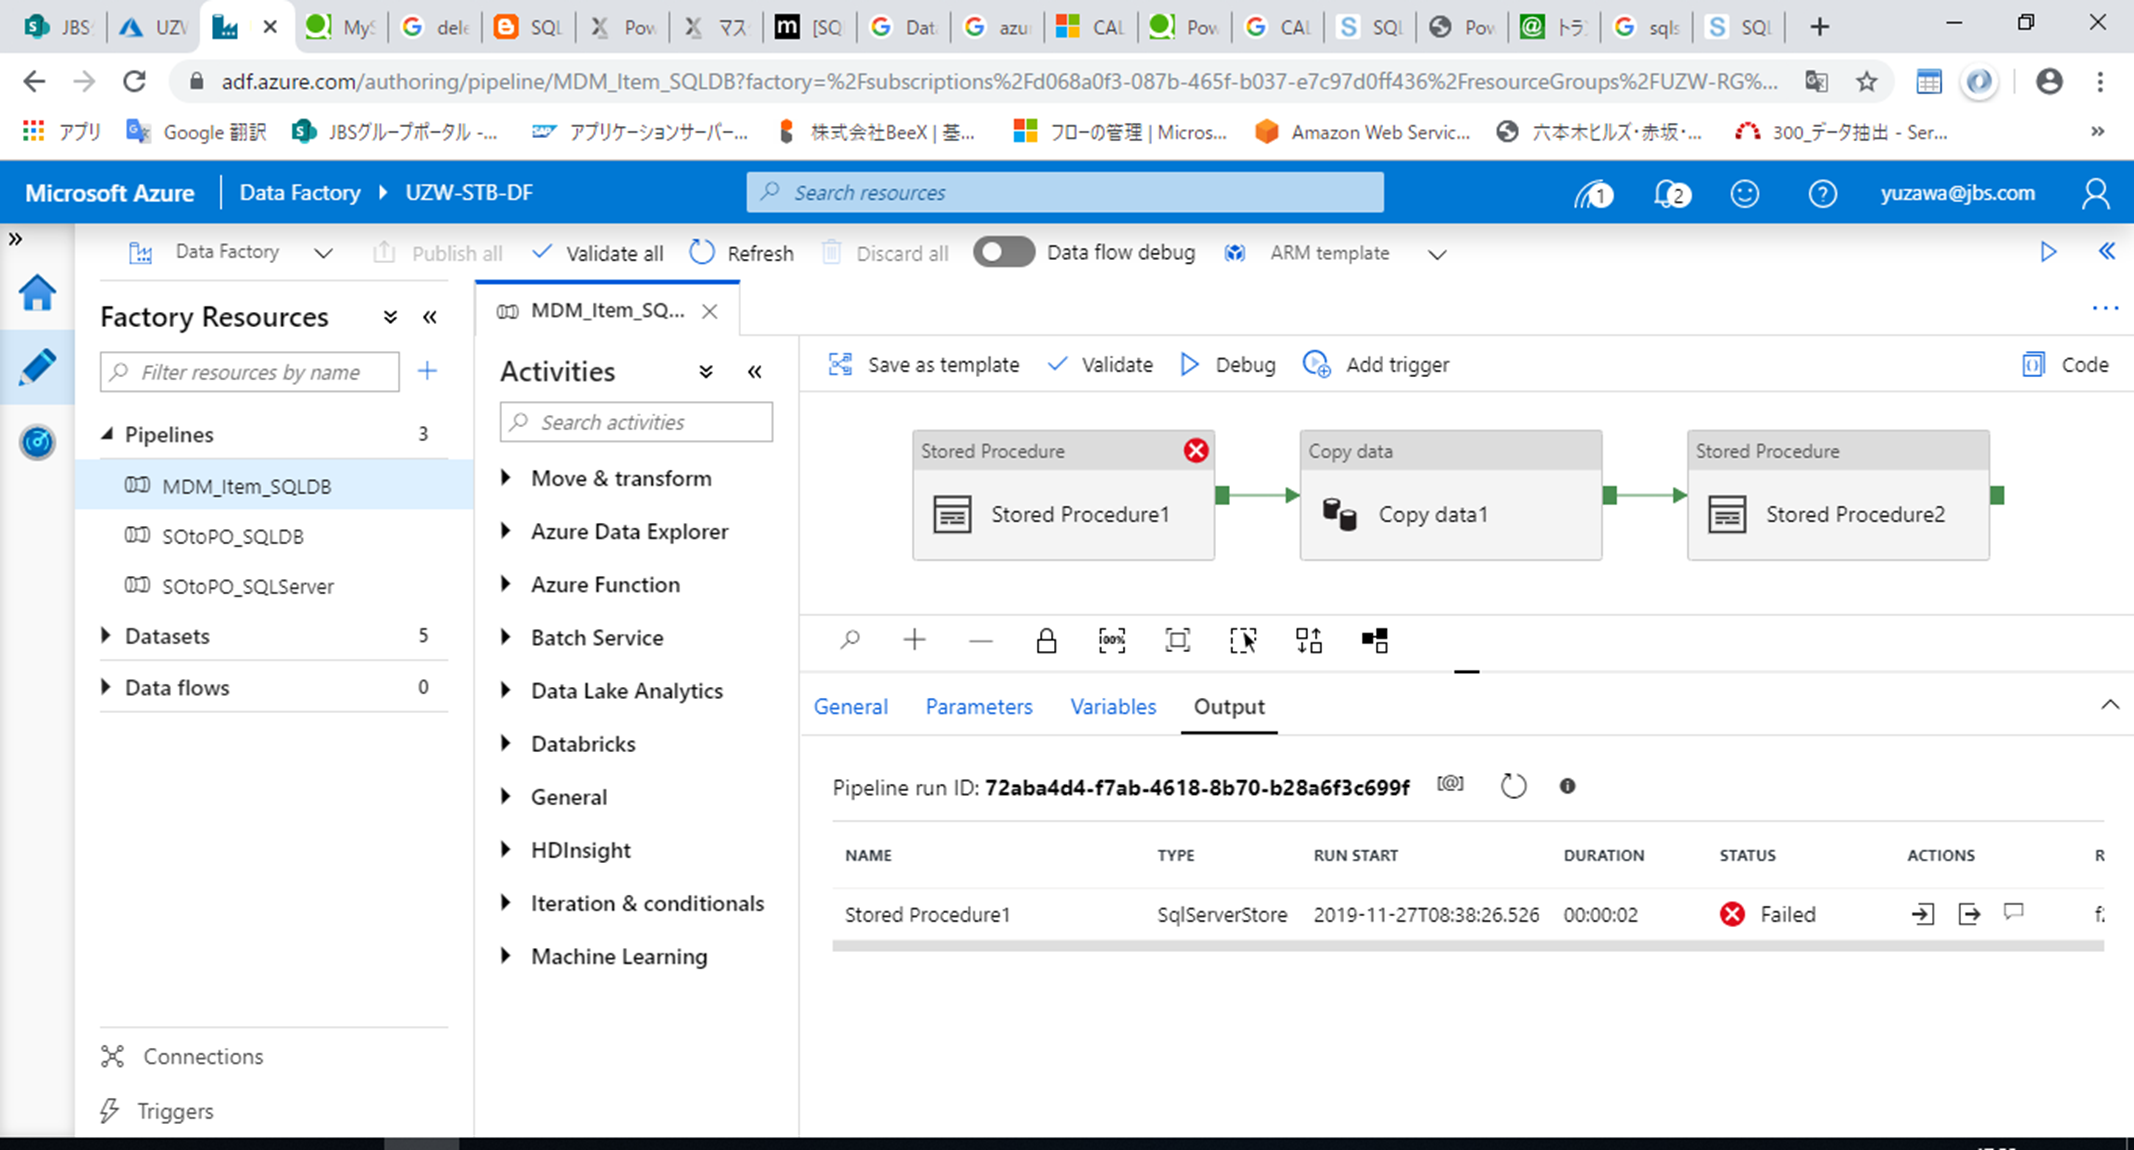 JBS UZW MyS dele SQL Pow マス [SQ Dat azu CAL Pow CAL SQL Pow トラ sqls SQL
adf.azure.com/authoring/pipeline/MDM_Item_SQLDB?factory=%2Fsubscriptions%2Fd068a0f3-087b-465f-b037-e7c97d0ff436%2FresourceGroups%2FUZW-RG%...
アプリ Google 翻訳 JBSグループポータル -... アプリケーションサーバー... 株式会社BeeX | 基... フローの管理 | Micros... Amazon Web Servic... 六本木ヒルズ・赤坂・... 300_データ抽出 - Ser...
Microsoft Azure Data Factory UZW-STB-DF Search resources 1 2 yuzawa@jbs.com
Data Factory Publish all Validate all Refresh Discard all Data flow debug ARM template
Factory Resources
Filter resources by name
Pipelines 3
MDM_Item_SQLDB
SOtoPO_SQLDB
SOtoPO_SQLServer
Datasets 5
Data flows 0
Connections
Triggers
MDM_Item_SQ...
Activities
Search activities
Move & transform
Azure Data Explorer
Azure Function
Batch Service
Data Lake Analytics
Databricks
General
HDInsight
Iteration & conditionals
Machine Learning
Save as template Validate Debug Add trigger Code
Stored Procedure Copy data Stored Procedure
Stored Procedure1 Copy data1 Stored Procedure2
100%
General Parameters Variables Output
Pipeline run ID: 72aba4d4-f7ab-4618-8b70-b28a6f3c699f [@]
NAME TYPE RUN START DURATION STATUS ACTIONS R
Stored Procedure1 SqlServerStore 2019-11-27T08:38:26.526 00:00:02 Failed